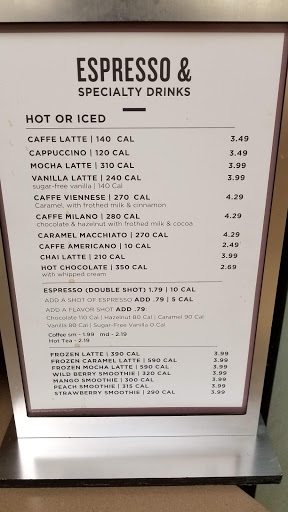 ESPRESSO &
SPECIALTY DRINKS
HOT OR ICED
CAFFE LATTE | 140 CAL 3.49
CAPPUCCINO | 120 CAL 3.49
MOCHA LATTE | 310 CAL 3.99
VANILLA LATTE | 240 CAL 3.99
sugar-free vanilla | 140 Cal
CAFFE VIENNESE | 270 CAL 4.29
Caramel, with frothed milk & cinnamon
CAFFE MILANO | 280 CAL 4.29
chocolate & hazelnut with frothed milk & cocoa
CARAMEL MACCHIATO | 270 CAL 4.29
CAFFE AMERICANO | 10 CAL 2.49
CHAI LATTE | 210 CAL 3.99
HOT CHOCOLATE | 350 CAL 2.69
with whipped cream
ESPRESSO (DOUBLE SHOT) 1.79 | 10 CAL
ADD A SHOT OF ESPRESSO ADD .79 | 5 CAL
ADD A FLAVOR SHOT ADD .79:
Chocolate 110 Cal | Hazelnut 80 Cal | Caramel 90 Cal
Vanilla 80 Cal | Sugar-Free Vanilla 0 Cal
Coffee sm - 1.99 md - 2.19
Hot Tea - 2.19
FROZEN LATTE | 390 CAL 3.99
FROZEN CARAMEL LATTE | 590 CAL 3.99
FROZEN MOCHA LATTE | 590 CAL 3.99
WILD BERRY SMOOTHIE | 320 CAL 3.99
MANGO SMOOTHIE | 300 CAL 3.99
PEACH SMOOTHIE | 315 CAL 3.99
STRAWBERRY SMOOTHIE | 290 CAL 3.99